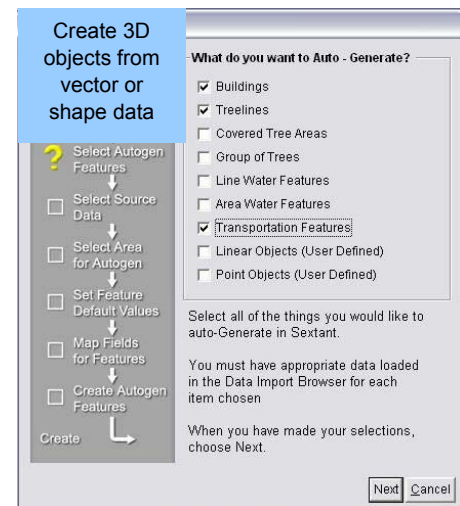 Create 3D
objects from
vector or
shape data
What do you want to Auto - Generate?
Buildings
Treelines
Covered Tree Areas
Group of Trees
Line Water Features
Area Water Features
Transportation Features
Linear Objects (User Defined)
Point Objects (User Defined)
? Select Autogen
Features
Select Source
Data
Select Area
for Autogen
Set Feature
Default Values
Map Fields
for Features
Create Autogen
Features
Create
Select all of the things you would like to
auto-Generate in Sextant.
You must have appropriate data loaded
in the Data Import Browser for each
item chosen
When you have made your selections,
choose Next.
Next Cancel